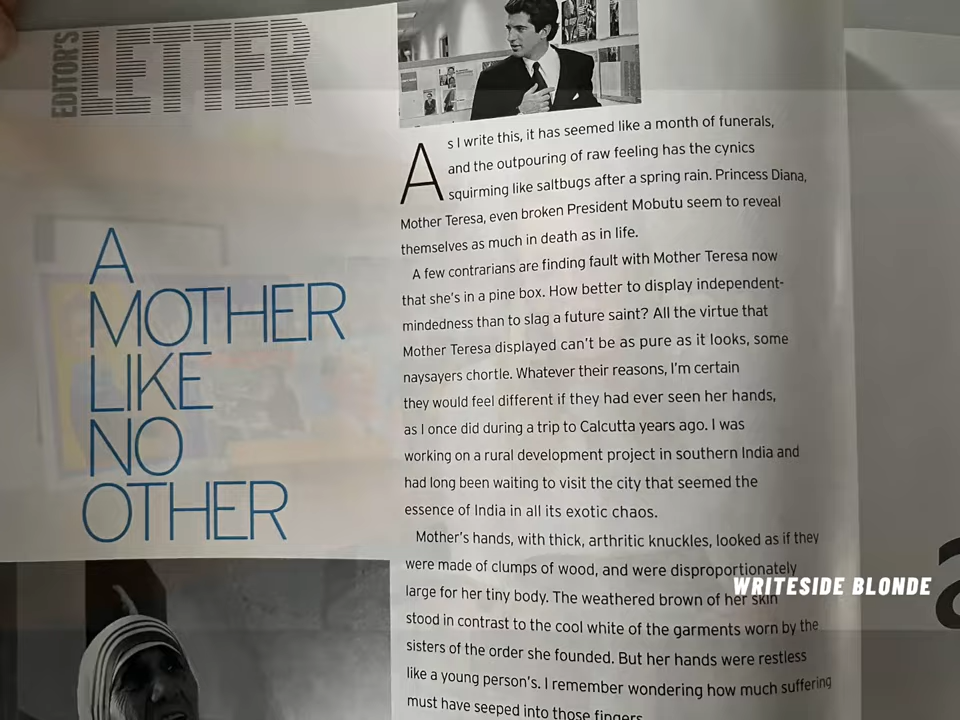 EDITOR'S
LETTER
A
MOTHER
LIKE
NO
OTHER
As I write this, it has seemed like a month of funerals,
and the outpouring of raw feeling has the cynics
squirming like saltbugs after a spring rain. Princess Diana,
Mother Teresa, even broken President Mobutu seem to reveal
themselves as much in death as in life.
A few contrarians are finding fault with Mother Teresa now
that she's in a pine box. How better to display independent-
mindedness than to slag a future saint? All the virtue that
Mother Teresa displayed can't be as pure as it looks, some
naysayers chortle. Whatever their reasons, I'm certain
they would feel different if they had ever seen her hands,
as I once did during a trip to Calcutta years ago. I was
working on a rural development project in southern India and
had long been waiting to visit the city that seemed the
essence of India in all its exotic chaos.
Mother's hands, with thick, arthritic knuckles, looked as if they
were made of clumps of wood, and were disproportionately
large for her tiny body. The weathered brown of her skin
stood in contrast to the cool white of the garments worn by the
sisters of the order she founded. But her hands were restless
like a young person's. I remember wondering how much suffering
must have seeped into those fingers
WRITESIDE BLONDE
a